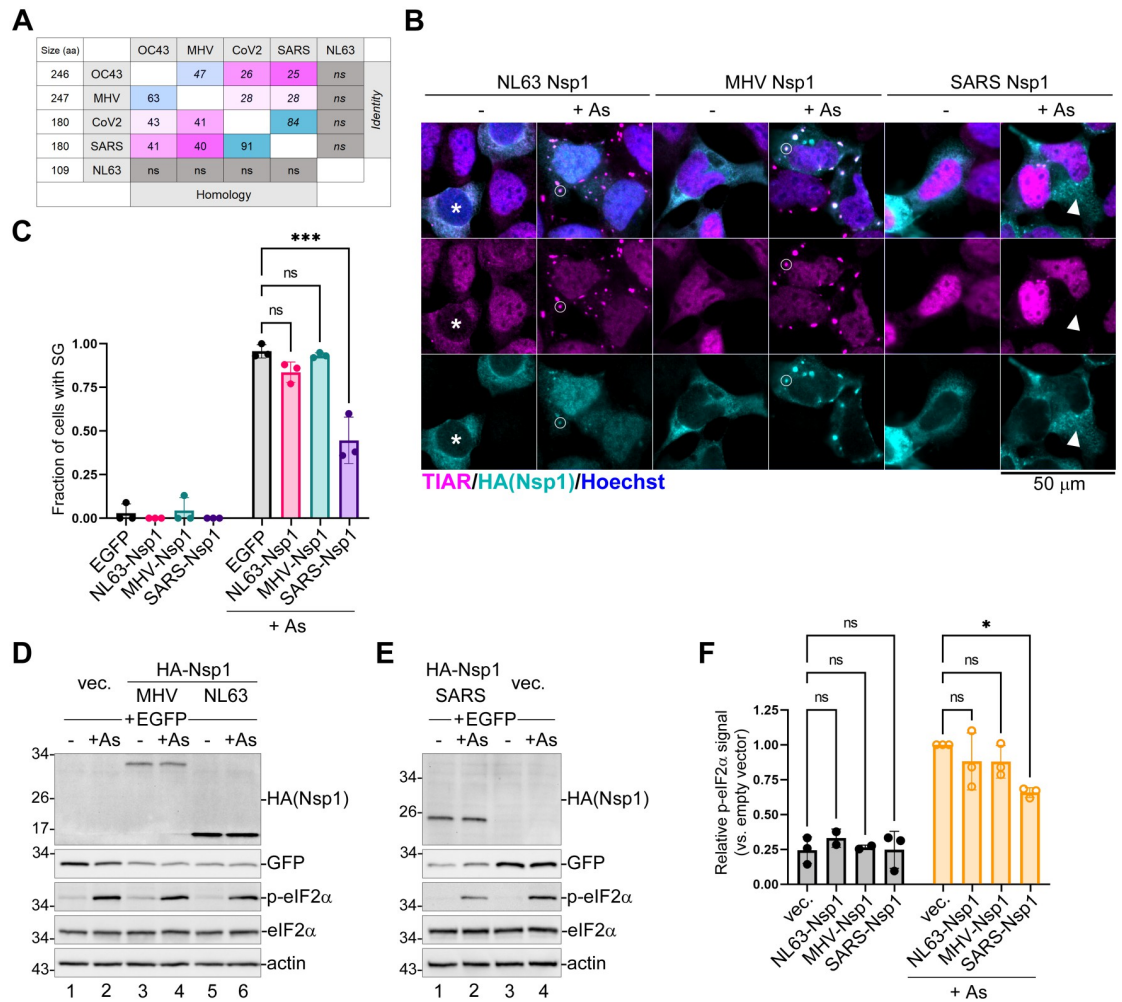 A
Size (aa) OC43 MHV CoV2 SARS NL63
246 OC43 47 26 25 ns
247 MHV 63 28 28 ns
180 CoV2 43 41 84 ns
180 SARS 41 40 91 ns
109 NL63 ns ns ns ns
Identity
Homology
B
NL63 Nsp1 MHV Nsp1 SARS Nsp1
- + As - + As - + As
*
*
*
TIAR/HA(Nsp1)/Hoechst
50 μm
C
***
ns
ns
Fraction of cells with SG
1.00
0.75
0.50
0.25
0.00
EGFP
NL63-Nsp1
MHV-Nsp1
SARS-Nsp1
EGFP
NL63-Nsp1
MHV-Nsp1
SARS-Nsp1
+ As
D
HA-Nsp1
vec. MHV NL63
+EGFP
- +As - +As - +As
34-
26-
17-
-HA(Nsp1)
34-
-GFP
34-
-p-eIF2α
34-
-eIF2α
43-
-actin
1 2 3 4 5 6
E
HA-Nsp1
SARS vec.
+EGFP
- +As - +As
34-
26-
17-
-HA(Nsp1)
34-
-GFP
34-
-p-eIF2α
34-
-eIF2α
43-
-actin
1 2 3 4
F
ns
ns
ns
*
ns
ns
Relative p-eIF2α signal
(vs. empty vector)
1.25
1.00
0.75
0.50
0.25
0.00
vec.
NL63-Nsp1
MHV-Nsp1
SARS-Nsp1
vec.
NL63-Nsp1
MHV-Nsp1
SARS-Nsp1
+ As